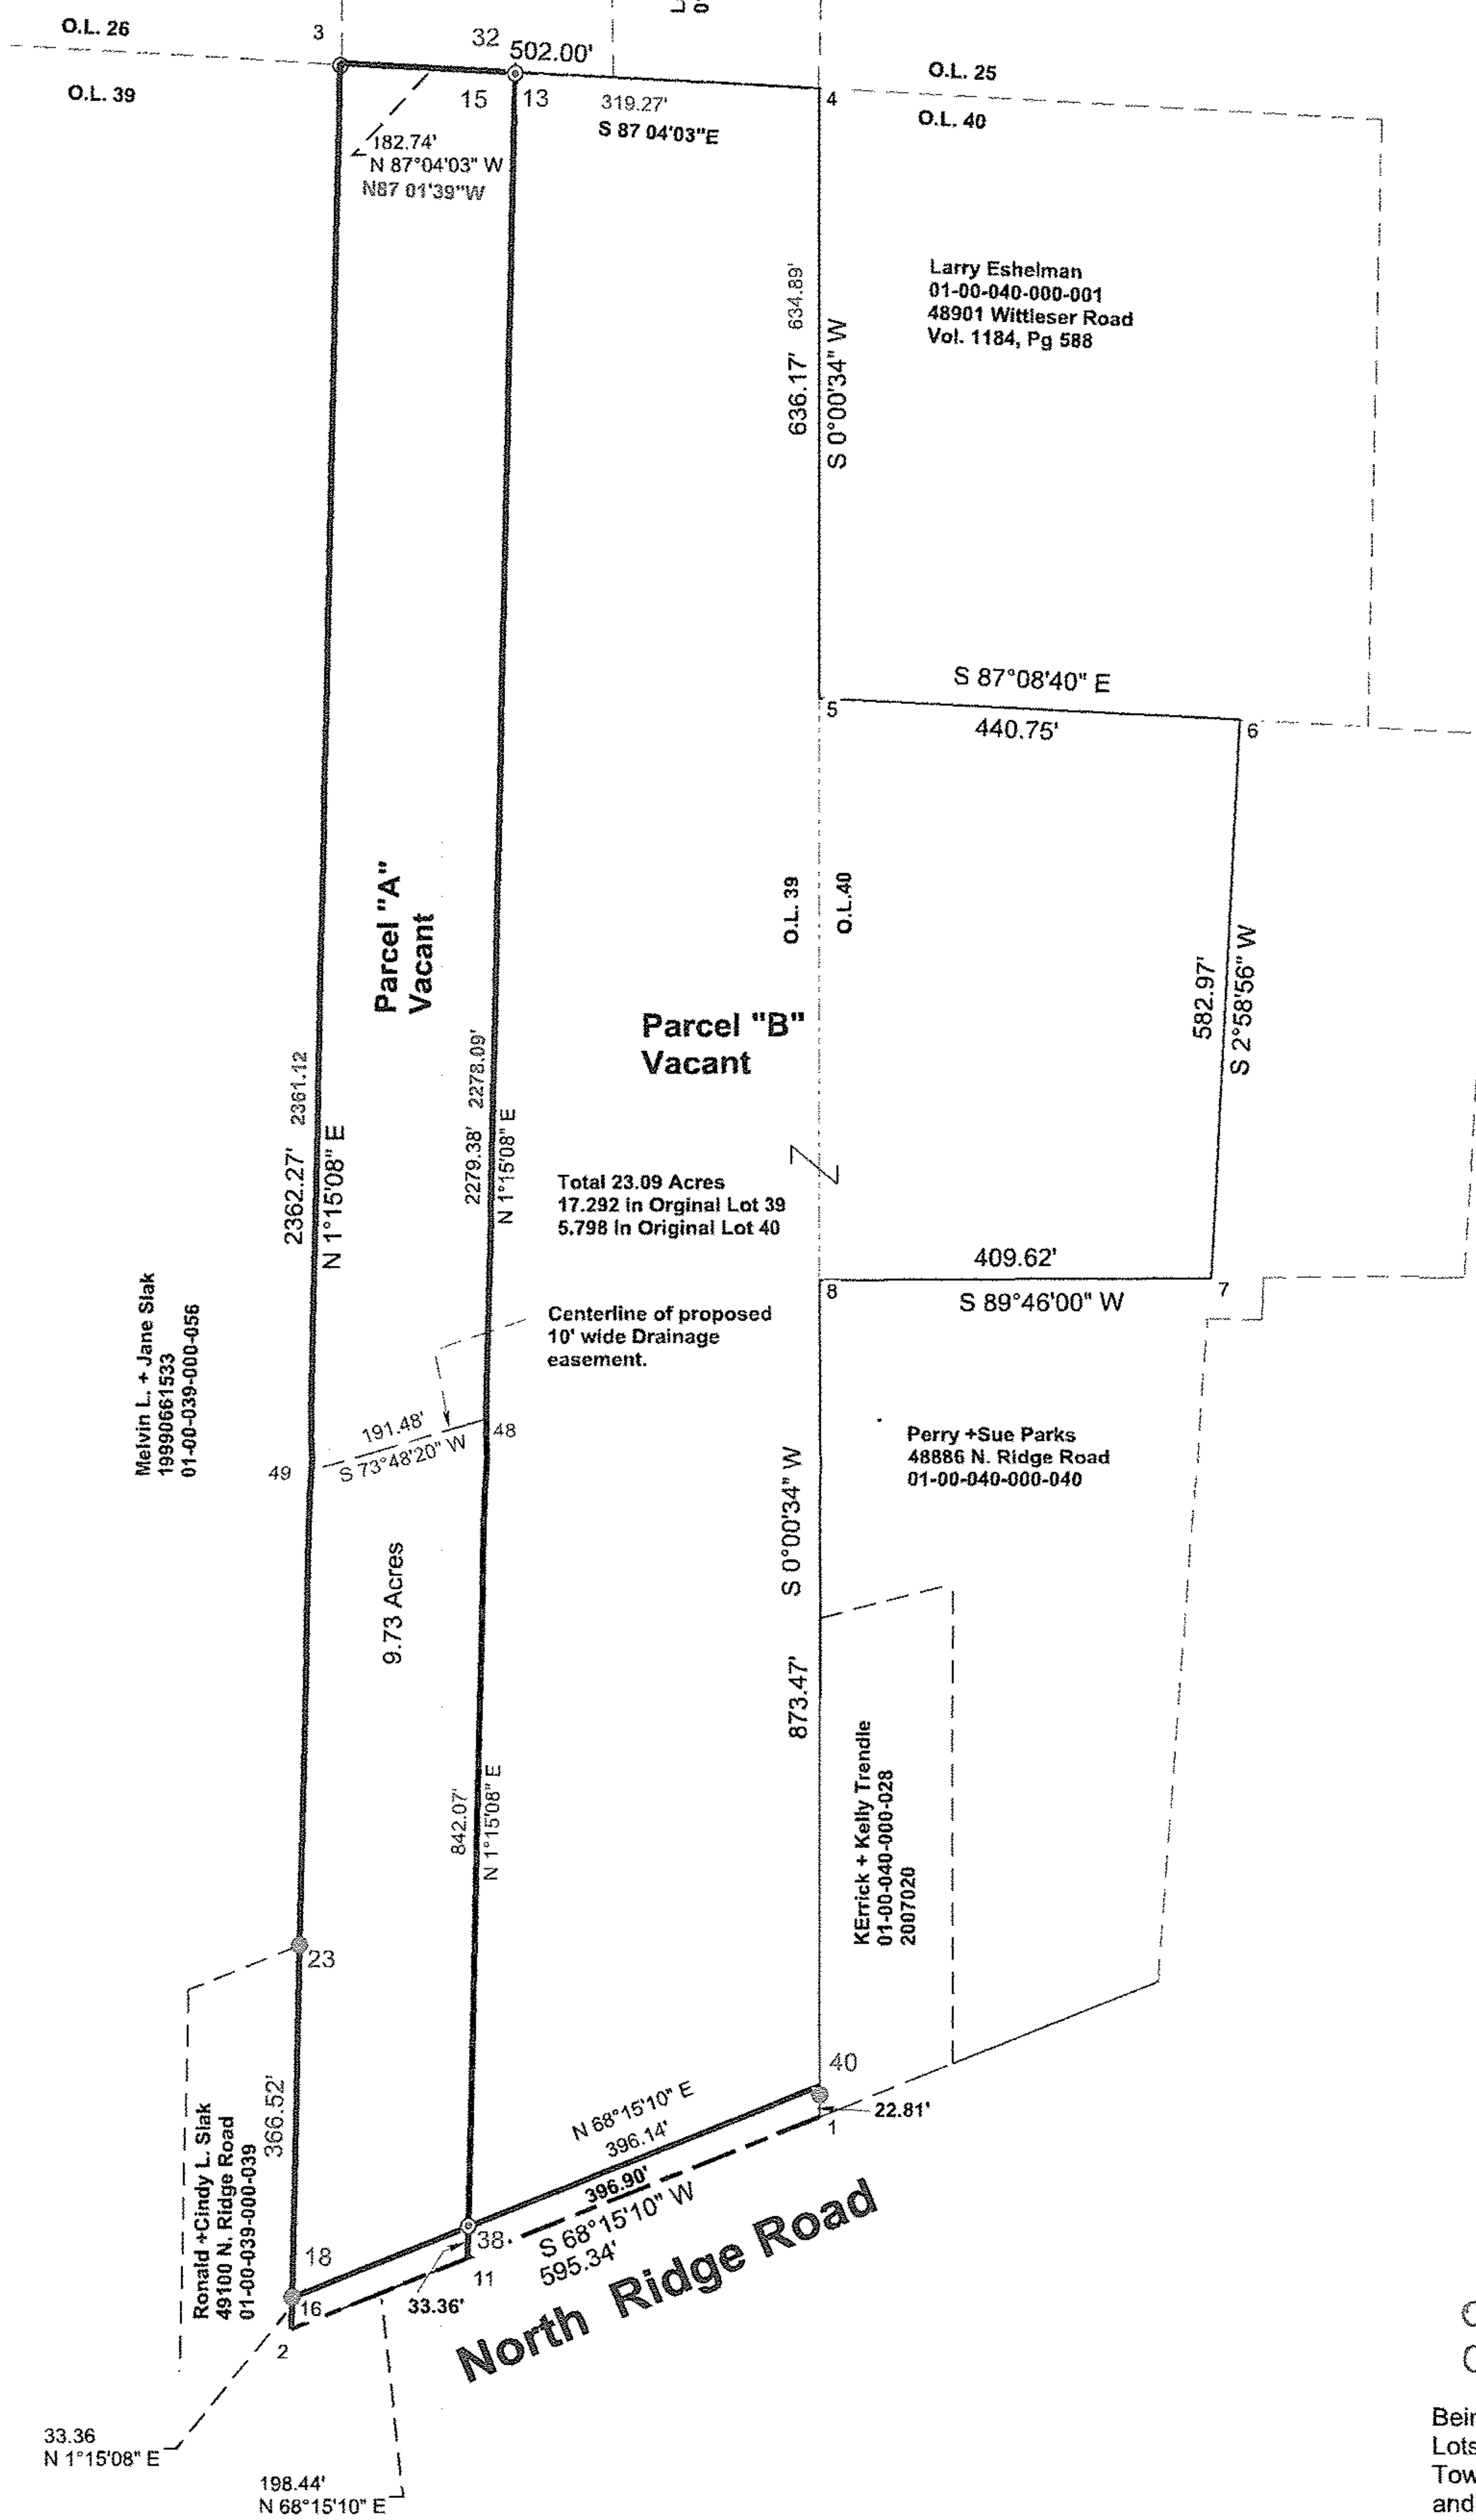 O.L. 26
3
32
502.00'
O.L. 25
O.L. 39
15
13
319.27'
S 87 04'03"E
4
O.L. 40
182.74'
N 87°04'03" W
N87 01'39"W
Larry Eshelman
01-00-040-000-001
48901 Wittleser Road
Vol. 1184, Pg 588
636.17' 634.89'
S 0°00'34" W
S 87°08'40" E
5
440.75'
6
Parcel "A"
Vacant
O.L. 39
O.L.40
582.97'
S 2°58'56" W
Parcel "B"
Vacant
2362.27' 2361.12
N 1°15'08" E
2279.38' 2278.09'
N 1°15'08" E
Total 23.09 Acres
17.292 in Orginal Lot 39
5.798 In Original Lot 40
409.62'
8
7
S 89°46'00" W
Melvin L. + Jane Slak
19990661533
01-00-039-000-056
Centerline of proposed
10' wide Drainage
easement.
191.48'
S 73°48'20" W
48
49
Perry +Sue Parks
48886 N. Ridge Road
01-00-040-000-040
S 0°00'34" W
873.47'
9.73 Acres
842.07'
N 1°15'08" E
KErrick + Kelly Trendle
01-00-040-000-028
2007020
23
40
366.52'
Ronald +Cindy L. Slak
49100 N. Ridge Road
01-00-039-000-039
N 68°15'10" E
396.14'
22.81'
1
396.90'
S 68°15'10" W
595.34'
38
18
11
16
33.36'
2
North Ridge Road
33.36
N 1°15'08" E
198.44'
N 68°15'10" E
Lots
and